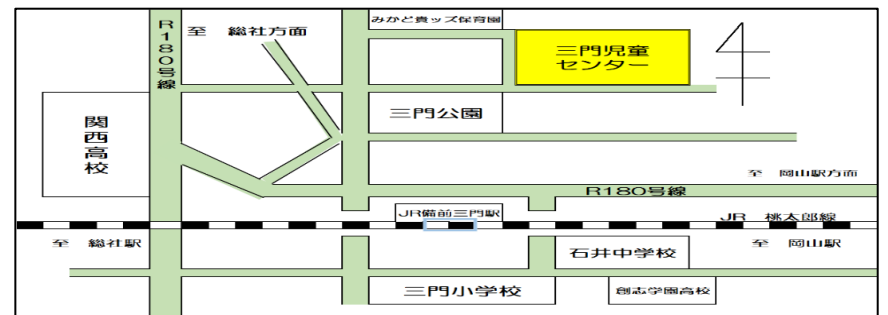 R180号線
至 総社方面
みかど貴ッズ保育園
三門児童
センター
関西高校
三門公園
至 岡山駅方面
R180号線
JR備前三門駅
JR 桃太郎線
至 総社駅
石井中学校
至 岡山駅
三門小学校
創志学園高校